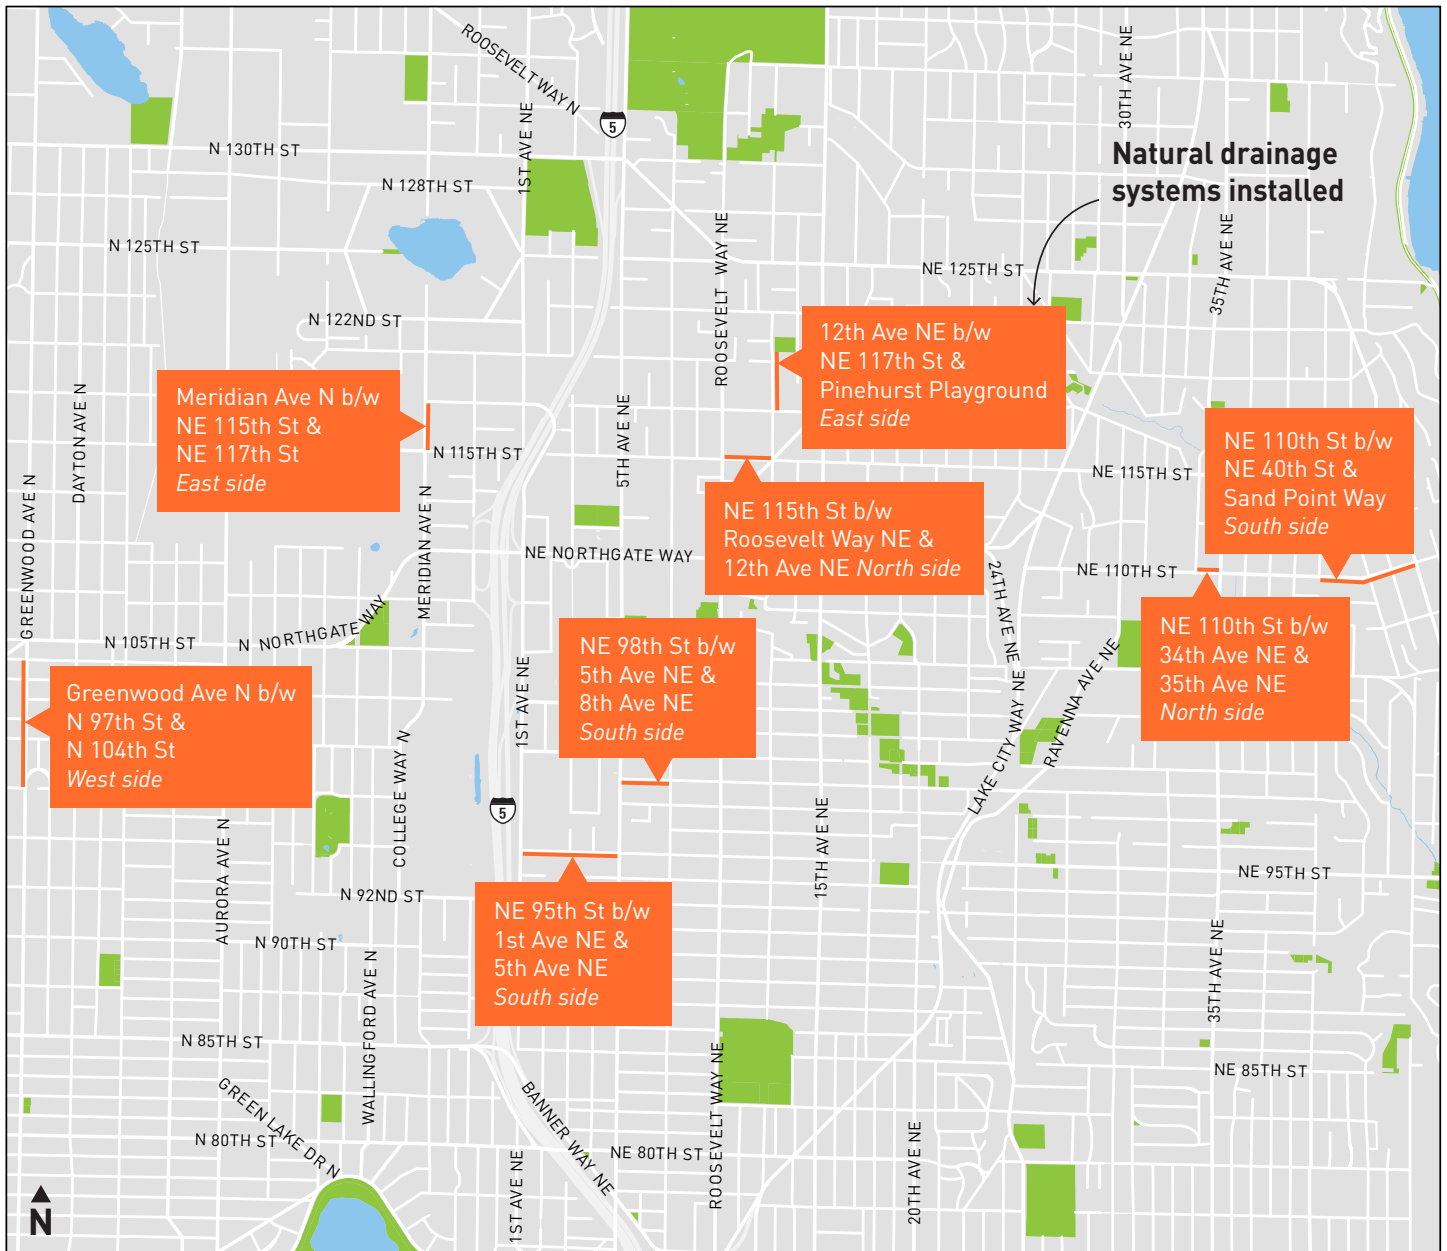 ROOSEVELT WAY N
5
1ST AVE NE
30TH AVE NE
N 130TH ST
N 128TH ST
Natural drainage
systems installed
N 125TH ST
ROOSEVELT WAY NE
NE 125TH ST
35TH AVE NE
N 122ND ST
12th Ave NE b/w
NE 117th St &
Pinehurst Playground
East side
Meridian Ave N b/w
NE 115th St &
NE 117th St
East side
DAYTON AVE N
5TH AVE NE
N 115TH ST
NE 110th St b/w
NE 40th St &
Sand Point Way
South side
NE 115TH ST
GREENWOOD AVE N
MERIDIAN AVE N
NE 115th St b/w
Roosevelt Way NE &
12th Ave NE North side
NE NORTHGATE WAY
24TH AVE NE
NE 110TH ST
N 105TH ST
N NORTHGATE WAY
NE 98th St b/w
5th Ave NE &
8th Ave NE
South side
NE 110th St b/w
34th Ave NE &
35th Ave NE
North side
1ST AVE NE
Greenwood Ave N b/w
N 97th St &
N 104th St
West side
LAKE CITY WAY NE
RAVENNA AVE NE
COLLEGE WAY N
5
15TH AVE NE
AURORA AVE N
N 92ND ST
NE 95TH ST
NE 95th St b/w
1st Ave NE &
5th Ave NE
South side
N 90TH ST
WALLINGFORD AVE N
35TH AVE NE
N 85TH ST
NE 85TH ST
GREEN LAKE DR N
BANNER WAY NE
ROOSEVELT WAY NE
N 80TH ST
NE 80TH ST
1ST AVE NE
20TH AVE NE
N